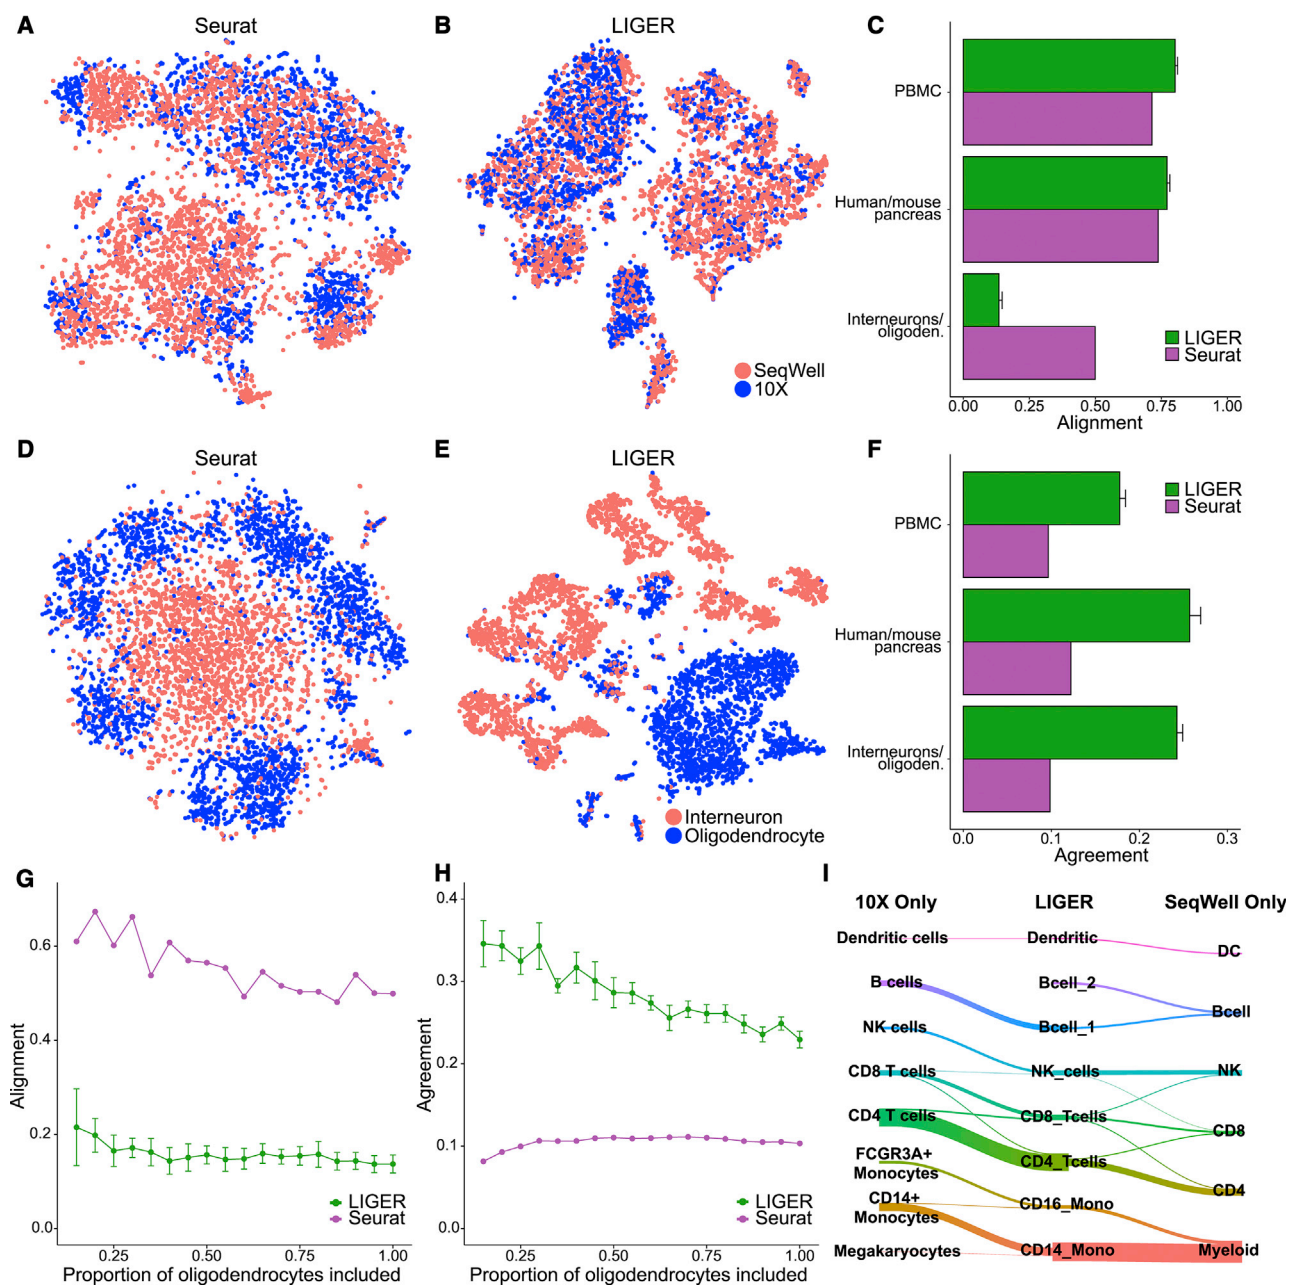 A
Seurat
B
LIGER
SeqWell
10X
C
PBMC
Human/mouse
pancreas
Interneurons/
oligoden.
LIGER
Seurat
0.00 0.25 0.50 0.75 1.00
Alignment
D
Seurat
E
LIGER
Interneuron
Oligodendrocyte
F
LIGER
Seurat
PBMC
Human/mouse
pancreas
Interneurons/
oligoden.
0.0 0.1 0.2 0.3
Agreement
G
Alignment
0.6
0.4
0.2
0.0
LIGER
Seurat
0.25 0.50 0.75 1.00
Proportion of oligodendrocytes included
H
Agreement
0.4
0.3
0.2
0.1
0.0
LIGER
Seurat
0.25 0.50 0.75 1.00
Proportion of oligodendrocytes included
I
10X Only LIGER SeqWell Only
Dendritic cells Dendritic DC
B cells Bcell_2 Bcell
NK cells Bcell_1
CD8 T cells NK_cells NK
CD4 T cells CD8_Tcells CD8
FCGR3A+
Monocytes
CD4_Tcells CD4
CD14+
Monocytes
CD16_Mono
Megakaryocytes CD14_Mono Myeloid